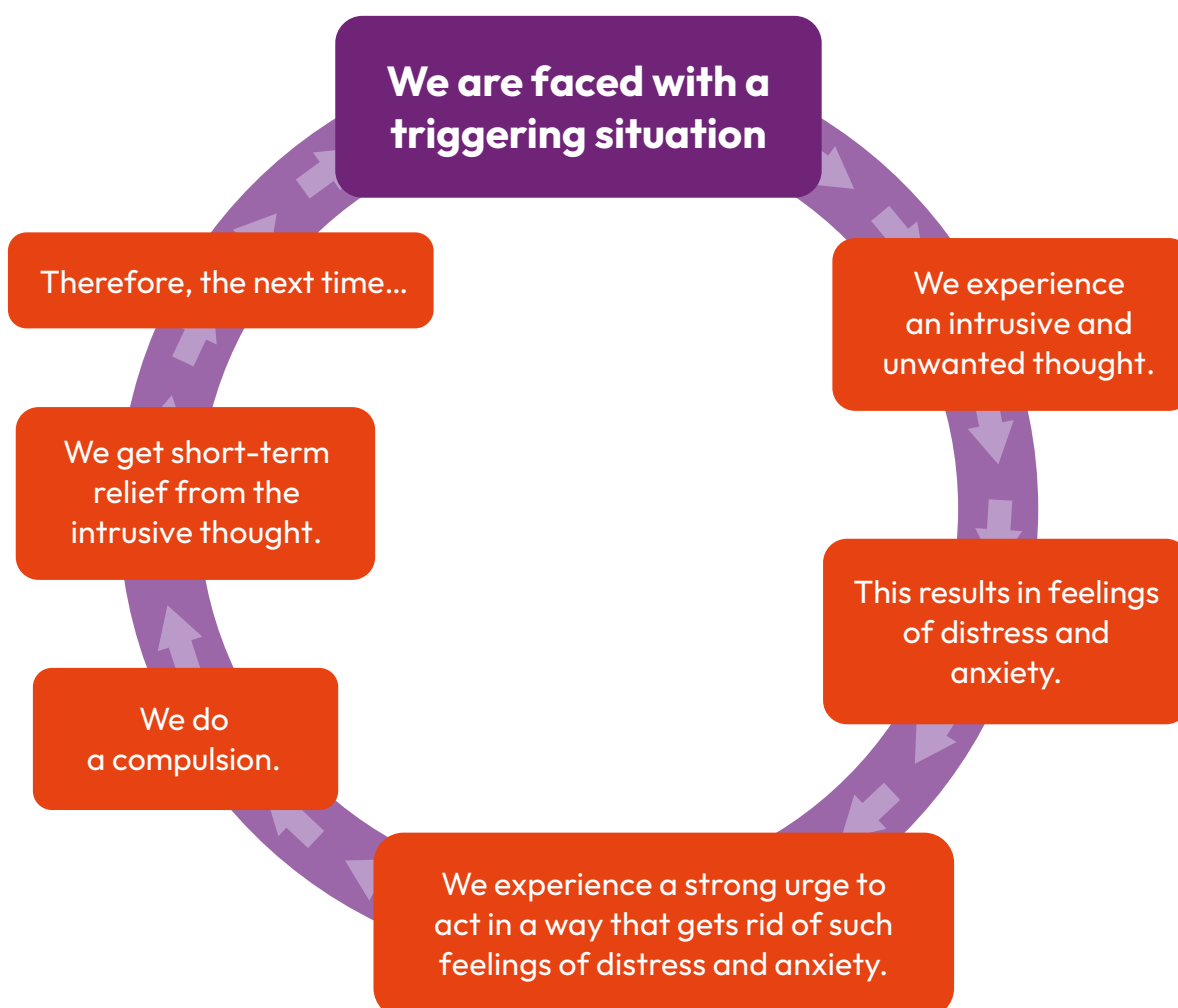 We are faced with a
triggering situation
We experience
an intrusive and
unwanted thought.
This results in feelings
of distress and
anxiety.
We experience a strong urge to
act in a way that gets rid of such
feelings of distress and anxiety.
We do
a compulsion.
We get short-term
relief from the
intrusive thought.
Therefore, the next time…